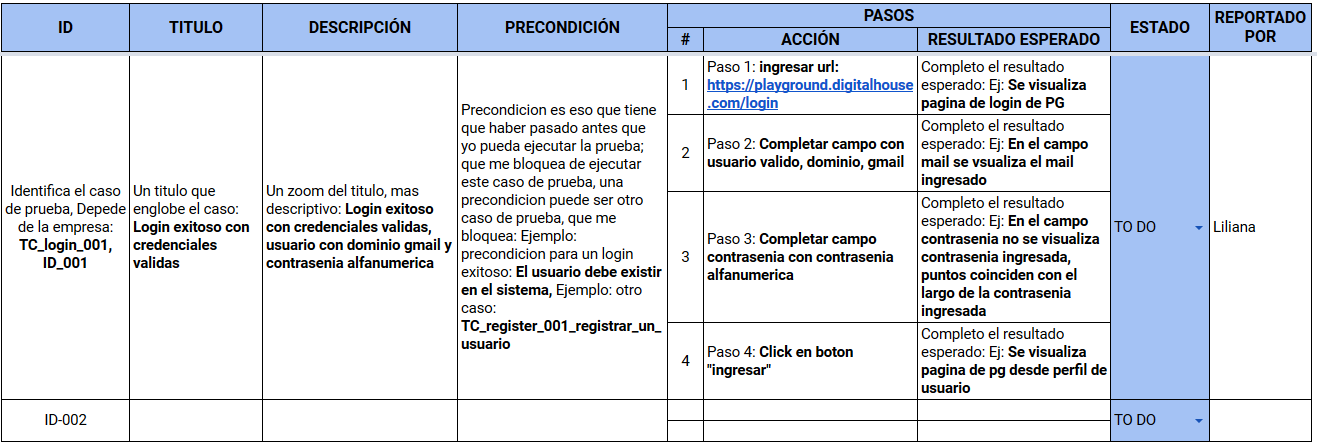 ID
TITULO
DESCRIPCIÓN
PRECONDICIÓN
PASOS
#
ACCIÓN
RESULTADO ESPERADO
ESTADO
REPORTADO
POR
Identifica el caso
de prueba, Depede
de la empresa:
TC_login_001,
ID_001
Un titulo que
englobe el caso:
Login exitoso con
credenciales
validas
Un zoom del titulo, mas
descriptivo: Login exitoso
con credenciales validas,
usuario con dominio gmail y
contrasenia alfanumerica
Precondicion es eso que tiene
que haber pasado antes que
yo pueda ejecutar la prueba;
que me bloquea de ejecutar
este caso de prueba, una
precondicion puede ser otro
caso de prueba, que me
bloquea: Ejemplo:
precondicion para un login
exitoso: El usuario debe existir
en el sistema, Ejemplo: otro
caso:
TC_register_001_registrar_un_
usuario
1
Paso 1: ingresar url:
https://playground.digitalhouse
.com/login
Completo el resultado
esperado: Ej: Se visualiza
pagina de login de PG
2
Paso 2: Completar campo con
usuario valido, dominio, gmail
Completo el resultado
esperado: Ej: En el campo
mail se vsualiza el mail
ingresado
3
Paso 3: Completar campo
contrasenia con contrasenia
alfanumerica
Completo el resultado
esperado: Ej: En el campo
contrasenia no se visualiza
contrasenia ingresada,
puntos coinciden con el
largo de la contrasenia
ingresada
4
Paso 4: Click en boton
"ingresar"
Completo el resultado
esperado: Ej: Se visualiza
pagina de pg desde perfil de
usuario
TO DO
Liliana
ID-002
TO DO